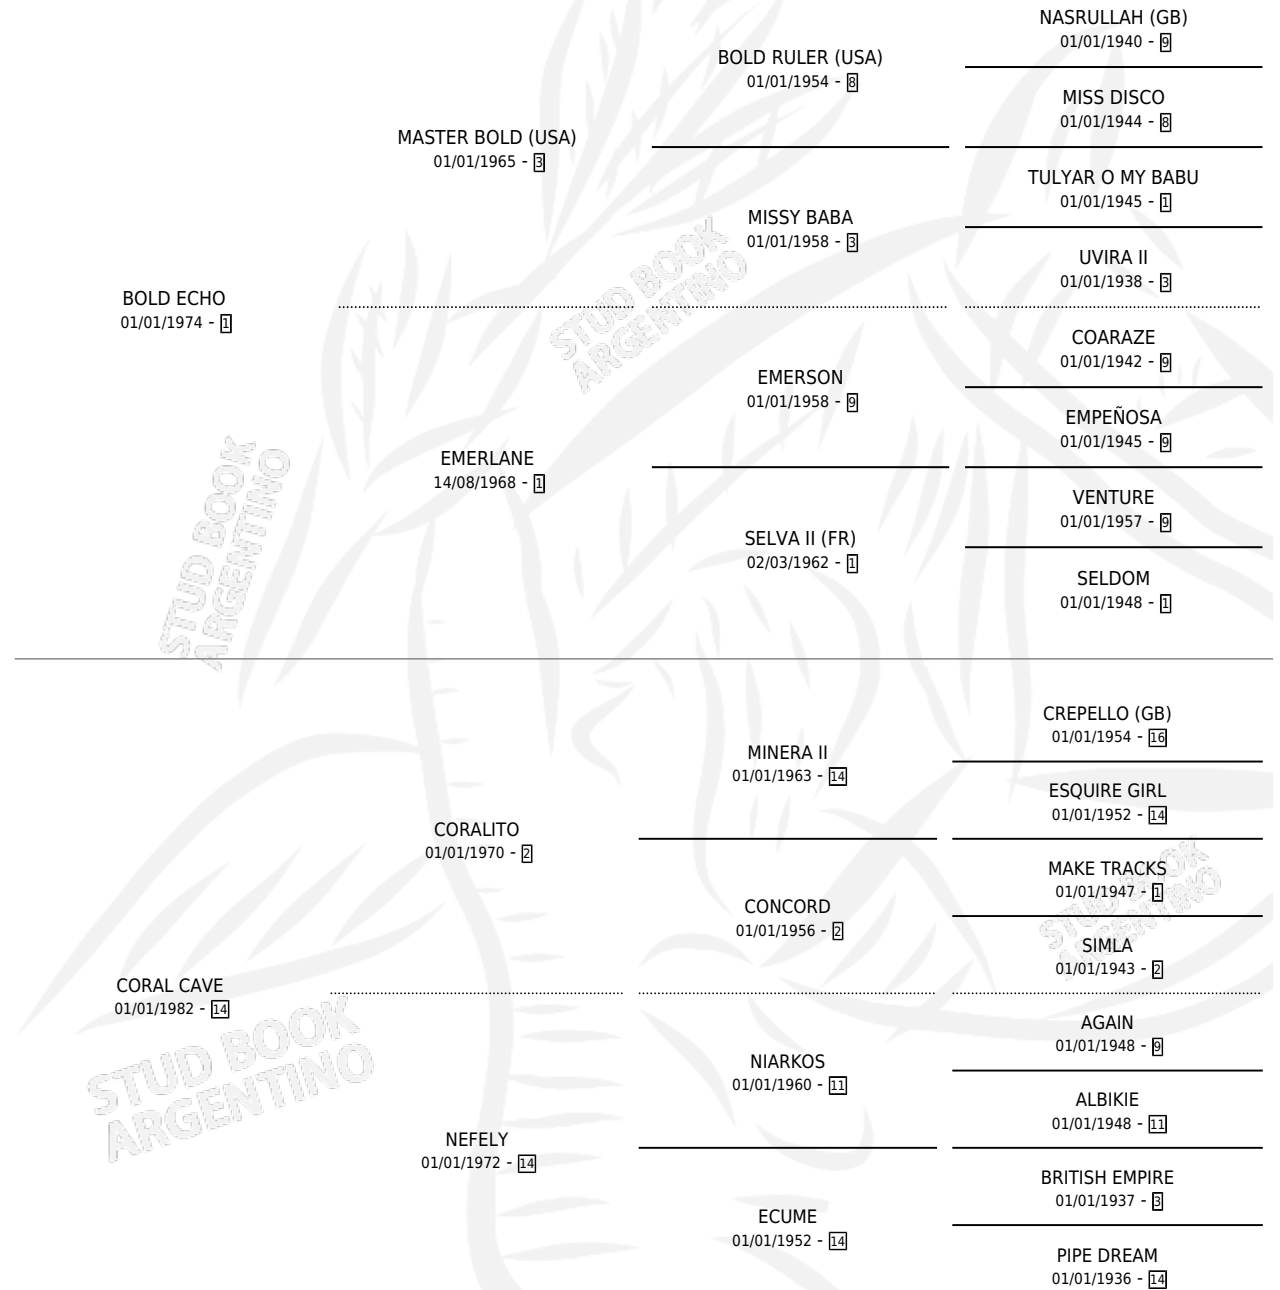 NASRULLAH (GB)
01/01/1940 - 9
BOLD RULER (USA)
01/01/1954 - 8
MISS DISCO
01/01/1944 - 8
MASTER BOLD (USA)
01/01/1965 - 3
TULYAR O MY BABU
01/01/1945 - 1
MISSY BABA
01/01/1958 - 3
UVIRA II
01/01/1938 - 3
BOLD ECHO
01/01/1974 - 1
STUD BOOK
ARGENTINO
COARAZE
01/01/1942 - 9
EMERSON
01/01/1958 - 9
EMPEÑOSA
01/01/1945 - 9
EMERLANE
14/08/1968 - 1
VENTURE
01/01/1957 - 9
SELVA II (FR)
02/03/1962 - 1
SELDOM
01/01/1948 - 1
STUD BOOK
ARGENTINO
CREPELLO (GB)
01/01/1954 - 16
MINERA II
01/01/1963 - 14
ESQUIRE GIRL
01/01/1952 - 14
CORALITO
01/01/1970 - 2
MAKE TRACKS
01/01/1947 - 1
CONCORD
01/01/1956 - 2
SIMLA
01/01/1943 - 2
STUD BOOK
ARGENTINO
CORAL CAVE
01/01/1982 - 14
AGAIN
01/01/1948 - 9
NIARKOS
01/01/1960 - 11
ALBIKIE
01/01/1948 - 11
STUD BOOK
ARGENTINO
NEFELY
01/01/1972 - 14
BRITISH EMPIRE
01/01/1937 - 3
ECUME
01/01/1952 - 14
PIPE DREAM
01/01/1936 - 14